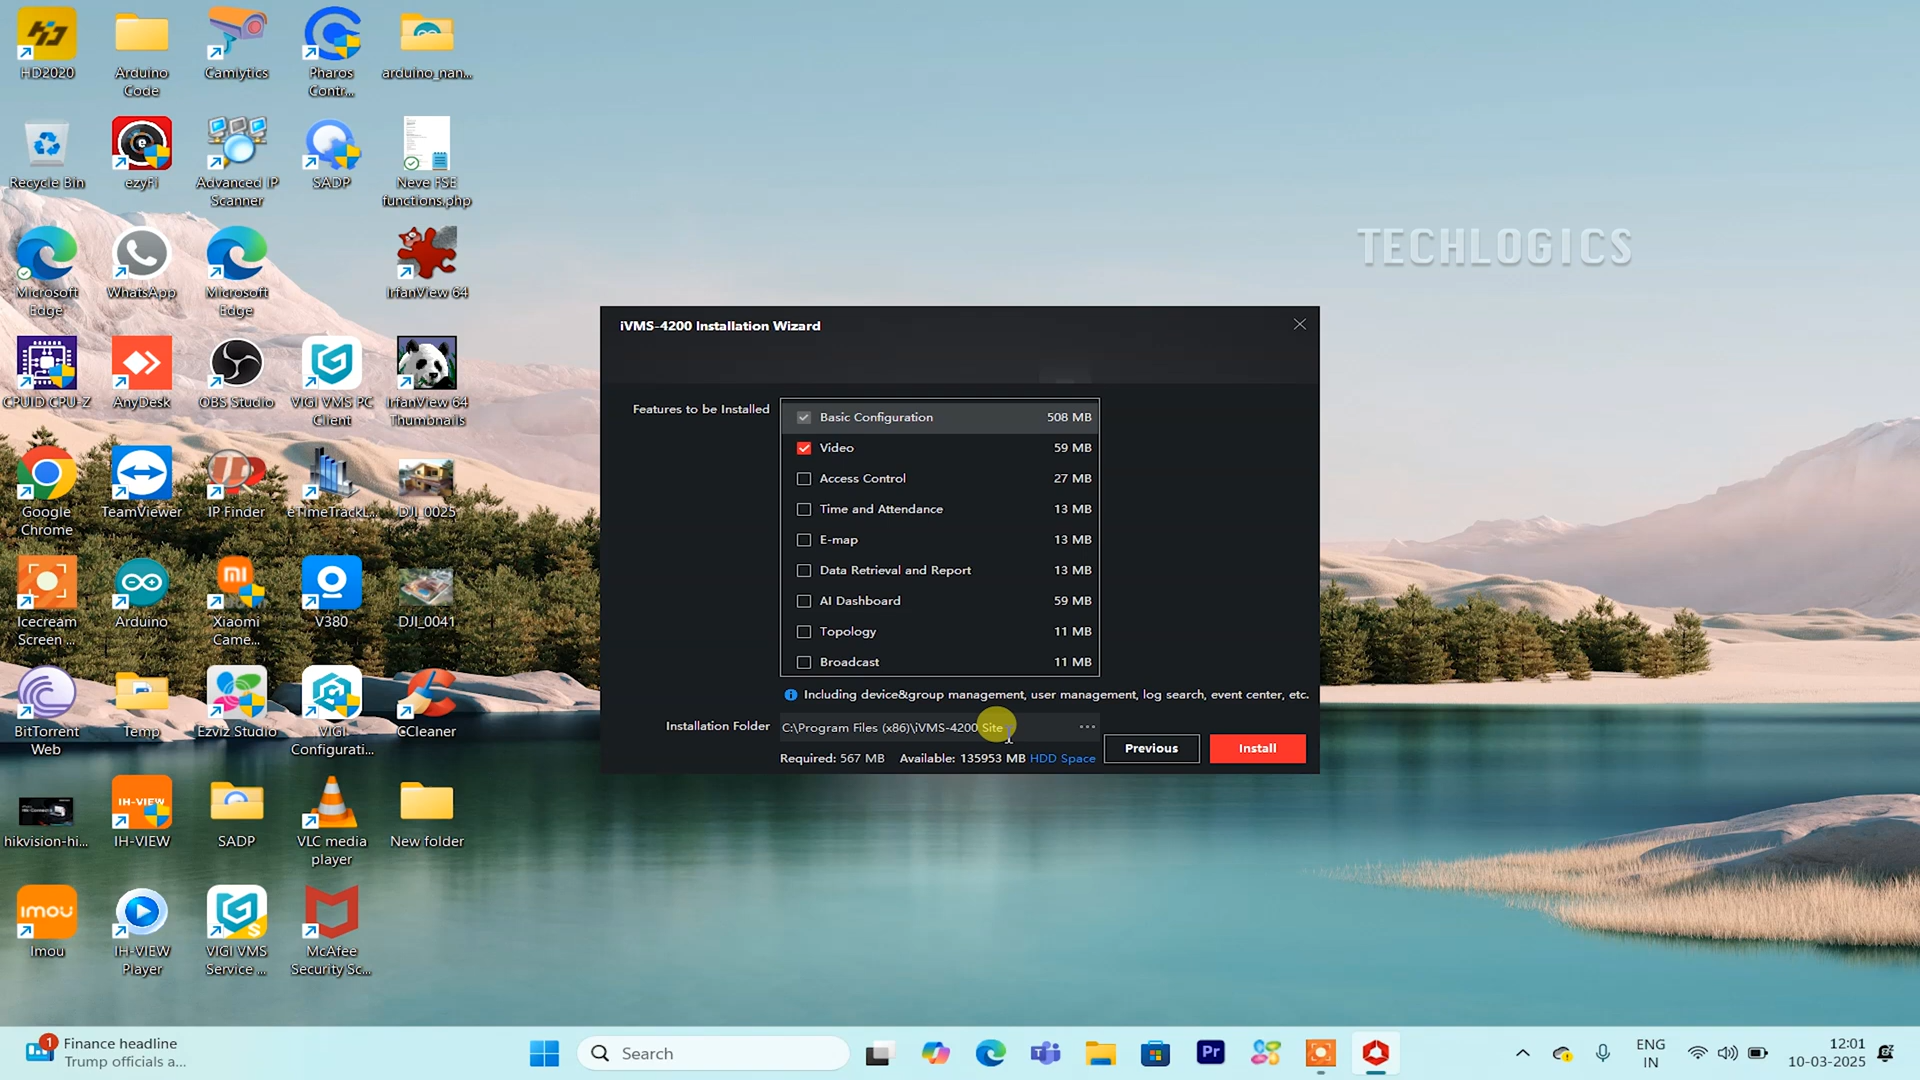 HD2020
Arduino
Code
Camlytics
Pharos
Contr...
arduino_nan...
Recycle Bin
ezyFi
Advanced IP
Scanner
SADP
Neve FSE
functions.php
Microsoft
Edge
WhatsApp
Microsoft
Edge
IrfanView 64
CPUID CPU-Z
AnyDesk
OBS Studio
VIGI VMS PC
Client
IrfanView 64
Thumbnails
Google
Chrome
TeamViewer
IP Finder
eTimeTrackL...
DJI_0025
Icecream
Screen ...
Arduino
Xiaomi
Came...
V380
DJI_0041
BitTorrent
Web
Temp
Ezviz Studio
VIGI
Configurati...
CCleaner
hikvision-hi...
IH-VIEW
IH-VIEW
SADP
VLC media
player
New folder
imou
Imou
IH-VIEW
Player
VIGI VMS
Service ...
McAfee
Security Sc...
TECHLOGICS
iVMS-4200 Installation Wizard
Features to be Installed
Basic Configuration 508 MB
Video 59 MB
Access Control 27 MB
Time and Attendance 13 MB
E-map 13 MB
Data Retrieval and Report 13 MB
AI Dashboard 59 MB
Topology 11 MB
Broadcast 11 MB
Including device&group management, user management, log search, event center, etc.
Installation Folder C:\Program Files (x86)\iVMS-4200 Site ...
Required: 567 MB Available: 135953 MB HDD Space
Previous
Install
1
Finance headline
Trump officials a...
Search
Pr
ENG
IN
12:01
10-03-2025